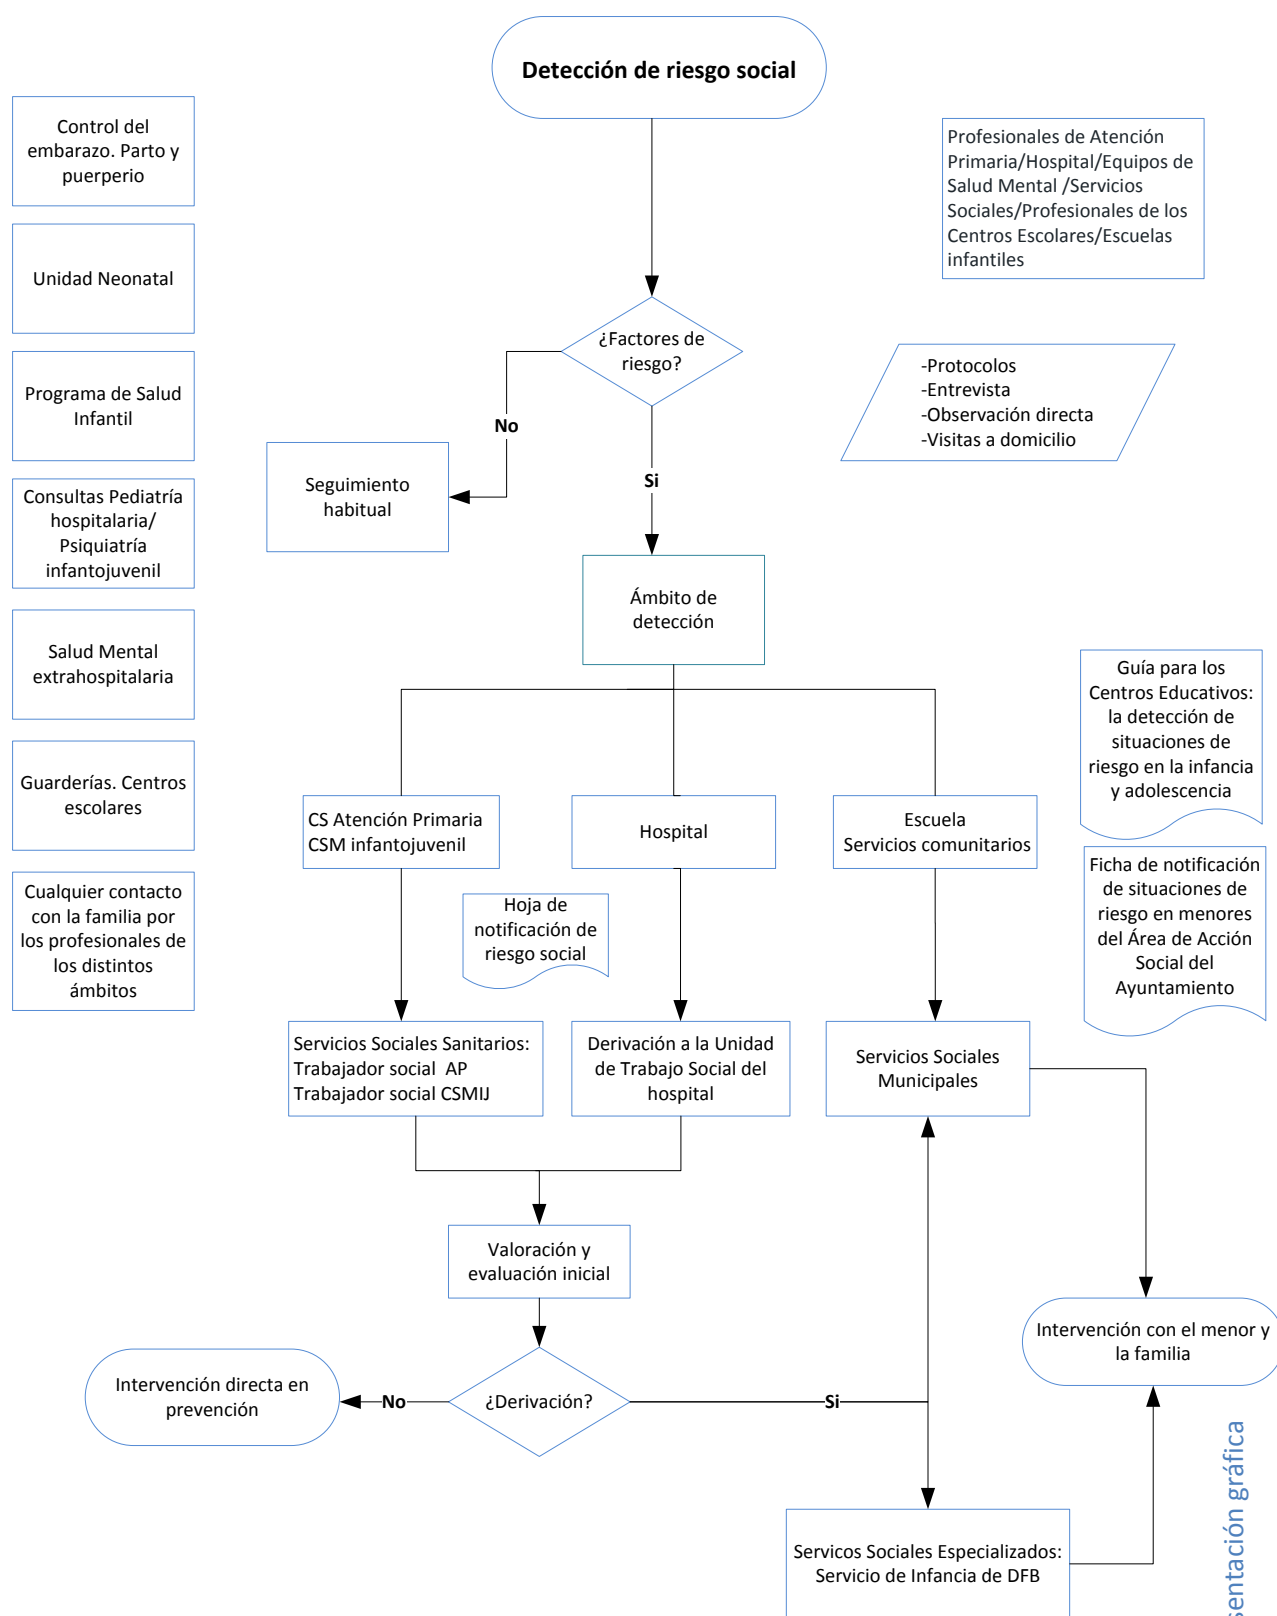 Detección de riesgo social
Control del
embarazo. Parto y
puerperio
Profesionales de Atención
Primaria/Hospital/Equipos de
Salud Mental /Servicios
Sociales/Profesionales de los
Centros Escolares/Escuelas
infantiles
Unidad Neonatal
¿Factores de
riesgo?
-Protocolos
-Entrevista
-Observación directa
-Visitas a domicilio
Programa de Salud
Infantil
No
Si
Seguimiento
habitual
Consultas Pediatría
hospitalaria/
Psiquiatría
infantojuvenil
Ámbito de
detección
Salud Mental
extrahospitalaria
Guía para los
Centros Educativos:
la detección de
situaciones de
riesgo en la infancia
y adolescencia
Guarderías. Centros
escolares
CS Atención Primaria
CSM infantojuvenil
Hospital
Escuela
Servicios comunitarios
Cualquier contacto
con la familia por
los profesionales de
los distintos
ámbitos
Hoja de
notificación de
riesgo social
Ficha de notificación
de situaciones de
riesgo en menores
del Área de Acción
Social del
Ayuntamiento
Servicios Sociales Sanitarios:
Trabajador social  AP
Trabajador social CSMIJ
Derivación a la Unidad
de Trabajo Social del
hospital
Servicios Sociales
Municipales
Valoración y
evaluación inicial
Intervención con el menor y
la familia
Intervención directa en
prevención
No
¿Derivación?
Si
Servicos Sociales Especializados:
Servicio de Infancia de DFB
sentación gráfica